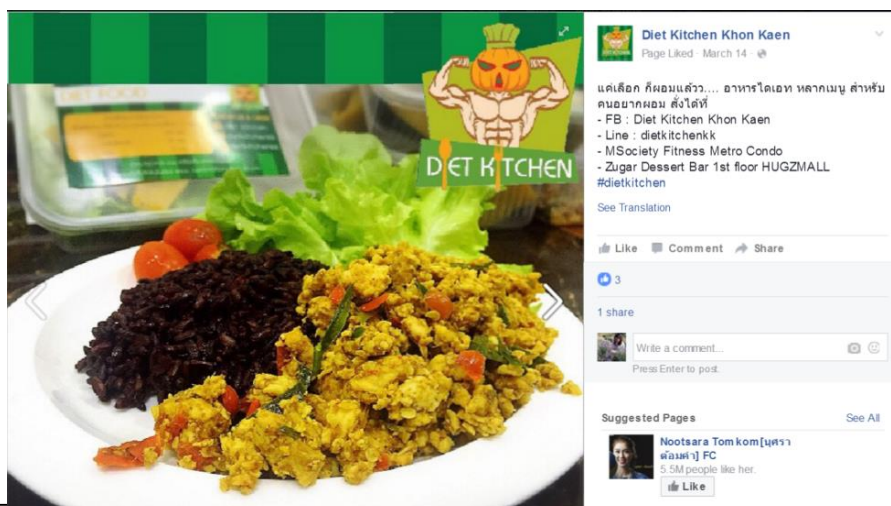 DIET FOOD
DIET KITCHEN
Diet Kitchen Khon Kaen
Page Liked · March 14 ·
แค่เลือก ก็ผอมแล้วว.... อาหารไดเอท หลากเมนู สำหรับ
คนอยากผอม สั่งได้ที่
- FB : Diet Kitchen Khon Kaen
- Line : dietkitchenkk
- MSociety Fitness Metro Condo
- Zugar Dessert Bar 1st floor HUGZMALL
#dietkitchen
See Translation
Like Comment Share
3
1 share
Write a comment...
Press Enter to post.
Suggested Pages See All
Nootsara Tomkom [นุศรา
ต้อมคำ] FC
5.5M people like her.
Like